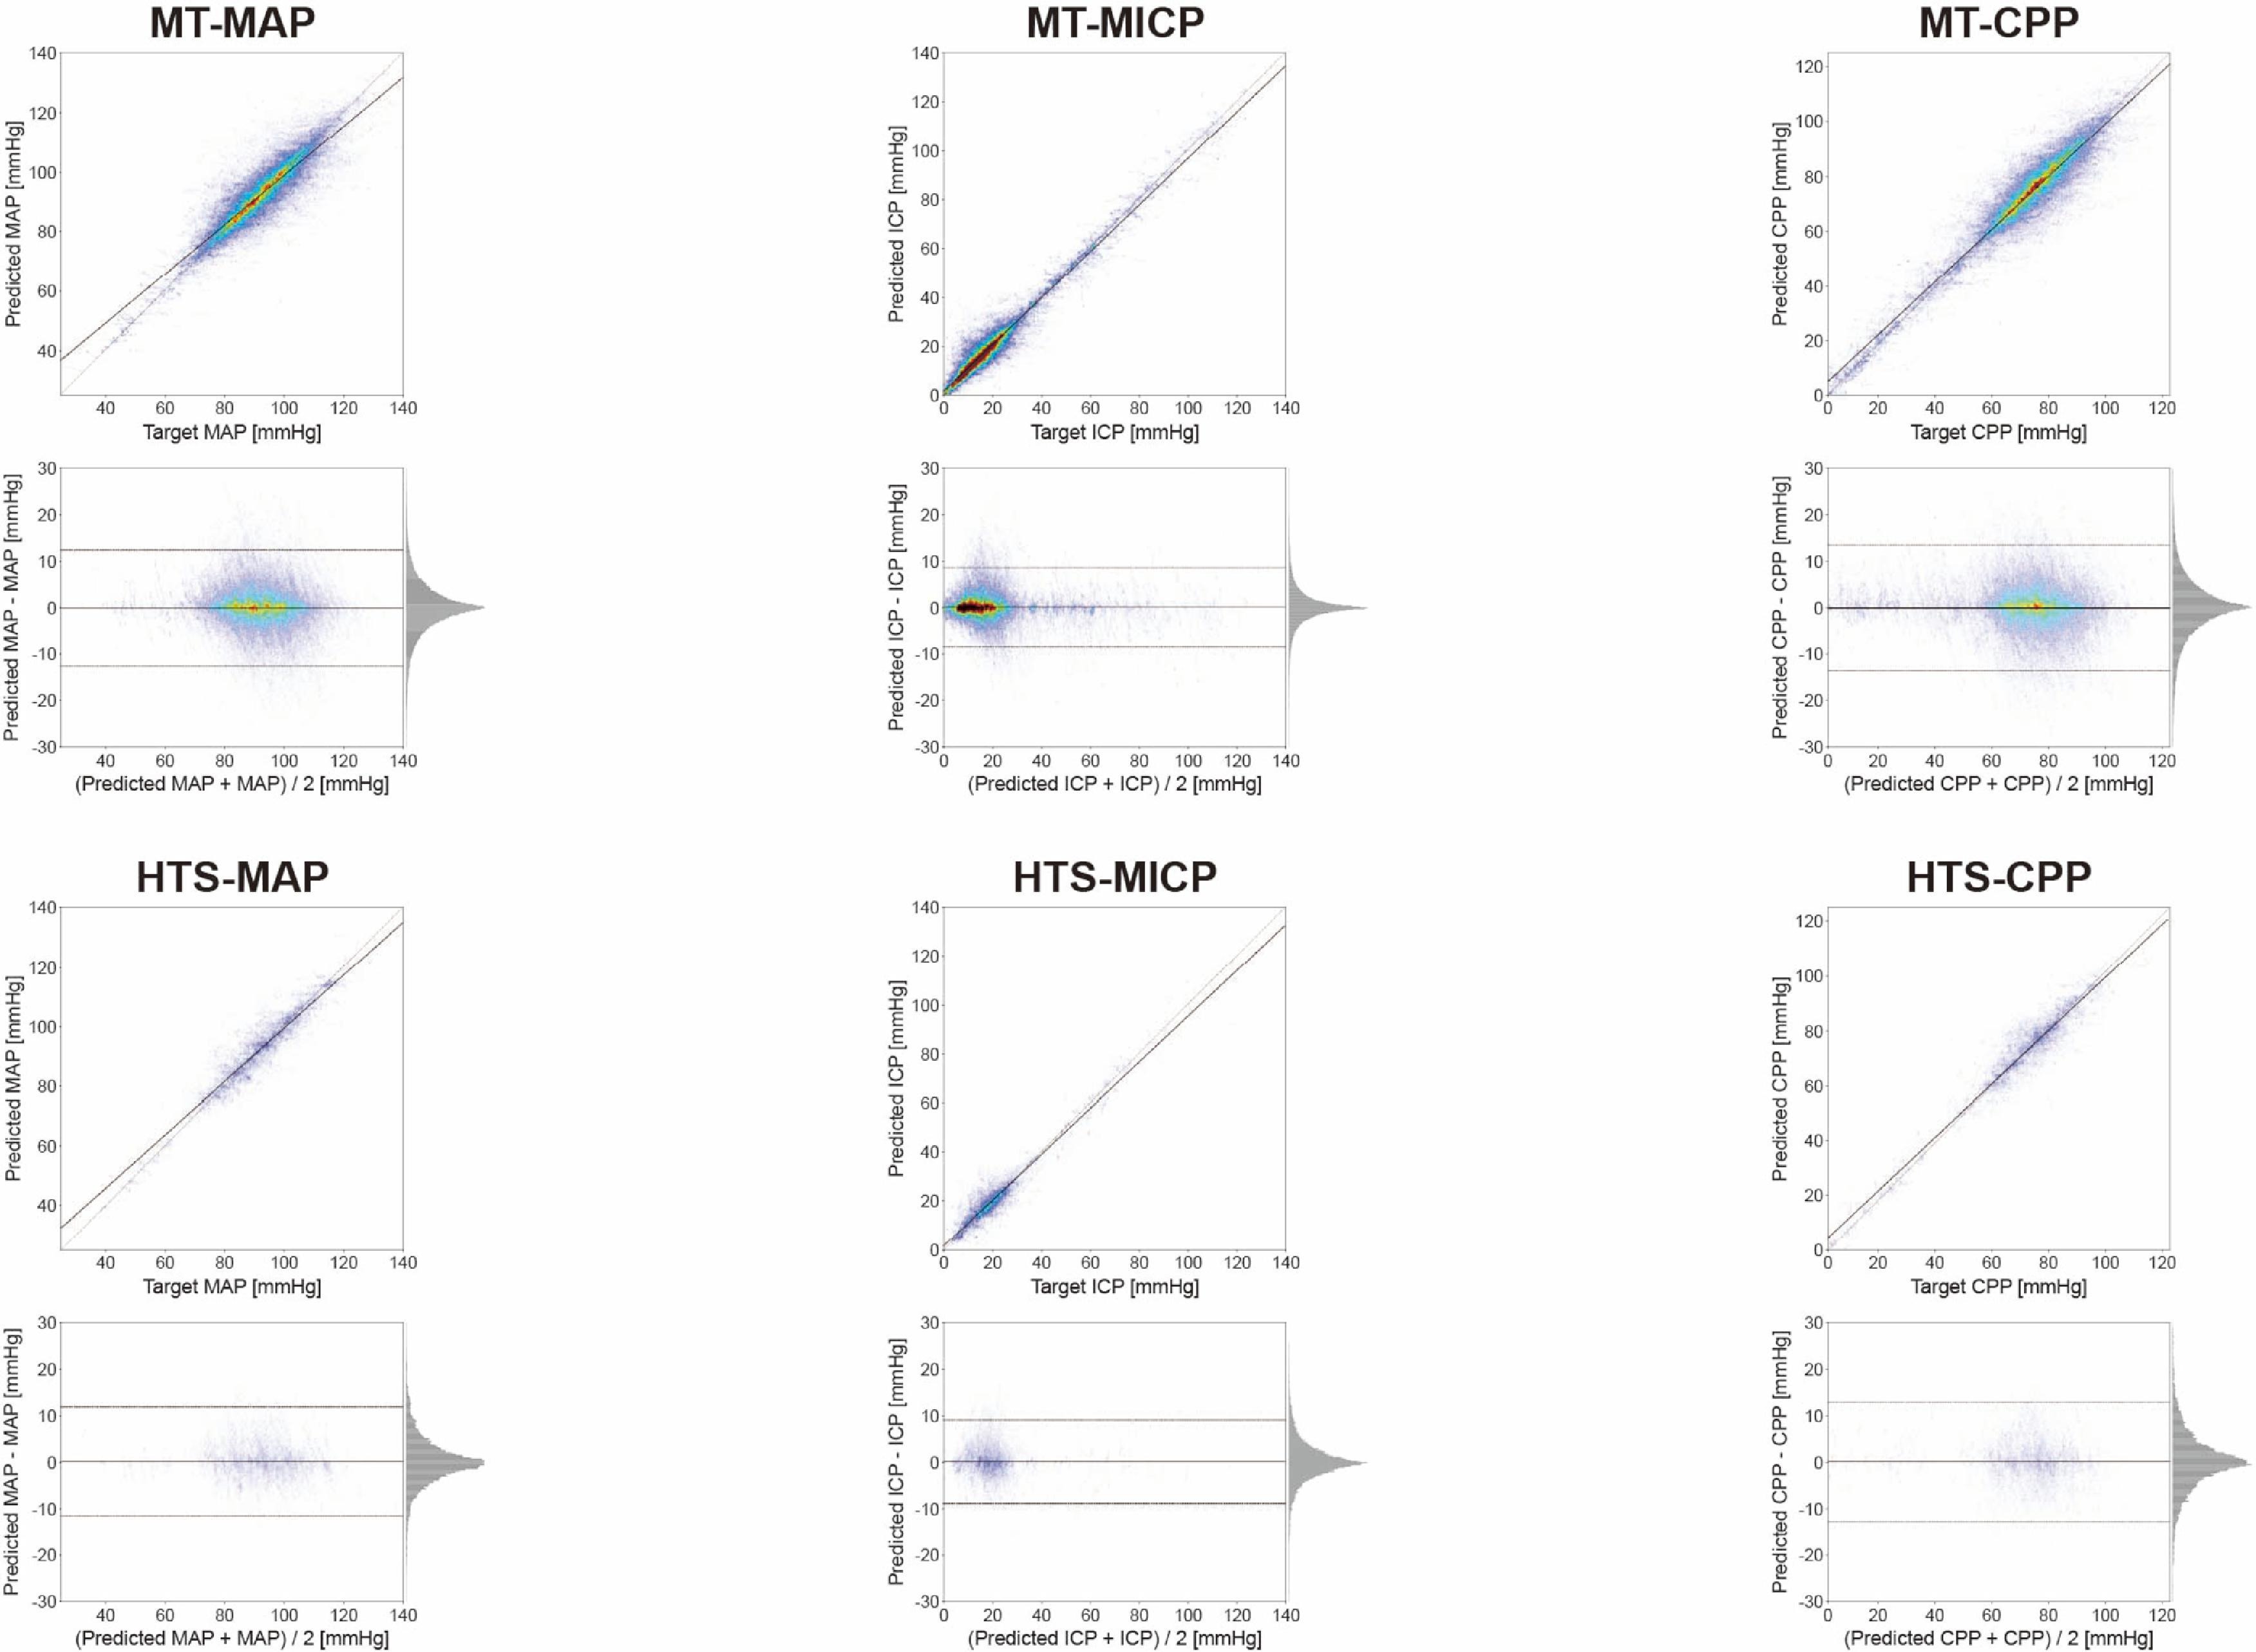 MT-MAP
140
120
100
80
60
40
Predicted MAP [mmHg]
40 60 80 100 120 140
Target MAP [mmHg]
30
20
10
0
-10
-20
-30
Predicted MAP - MAP [mmHg]
40 60 80 100 120 140
(Predicted MAP + MAP) / 2 [mmHg]
MT-MICP
140
120
100
80
60
40
20
0
Predicted ICP [mmHg]
0 20 40 60 80 100 120 140
Target ICP [mmHg]
30
20
10
0
-10
-20
-30
Predicted ICP - ICP [mmHg]
0 20 40 60 80 100 120 140
(Predicted ICP + ICP) / 2 [mmHg]
MT-CPP
120
100
80
60
40
20
0
Predicted CPP [mmHg]
0 20 40 60 80 100 120
Target CPP [mmHg]
30
20
10
0
-10
-20
-30
Predicted CPP - CPP [mmHg]
0 20 40 60 80 100 120
(Predicted CPP + CPP) / 2 [mmHg]
HTS-MAP
140
120
100
80
60
40
Predicted MAP [mmHg]
40 60 80 100 120 140
Target MAP [mmHg]
30
20
10
0
-10
-20
-30
Predicted MAP - MAP [mmHg]
40 60 80 100 120 140
(Predicted MAP + MAP) / 2 [mmHg]
HTS-MICP
140
120
100
80
60
40
20
0
Predicted ICP [mmHg]
0 20 40 60 80 100 120 140
Target ICP [mmHg]
30
20
10
0
-10
-20
-30
Predicted ICP - ICP [mmHg]
0 20 40 60 80 100 120 140
(Predicted ICP + ICP) / 2 [mmHg]
HTS-CPP
120
100
80
60
40
20
0
Predicted CPP [mmHg]
0 20 40 60 80 100 120
Target CPP [mmHg]
30
20
10
0
-10
-20
-30
Predicted CPP - CPP [mmHg]
0 20 40 60 80 100 120
(Predicted CPP + CPP) / 2 [mmHg]